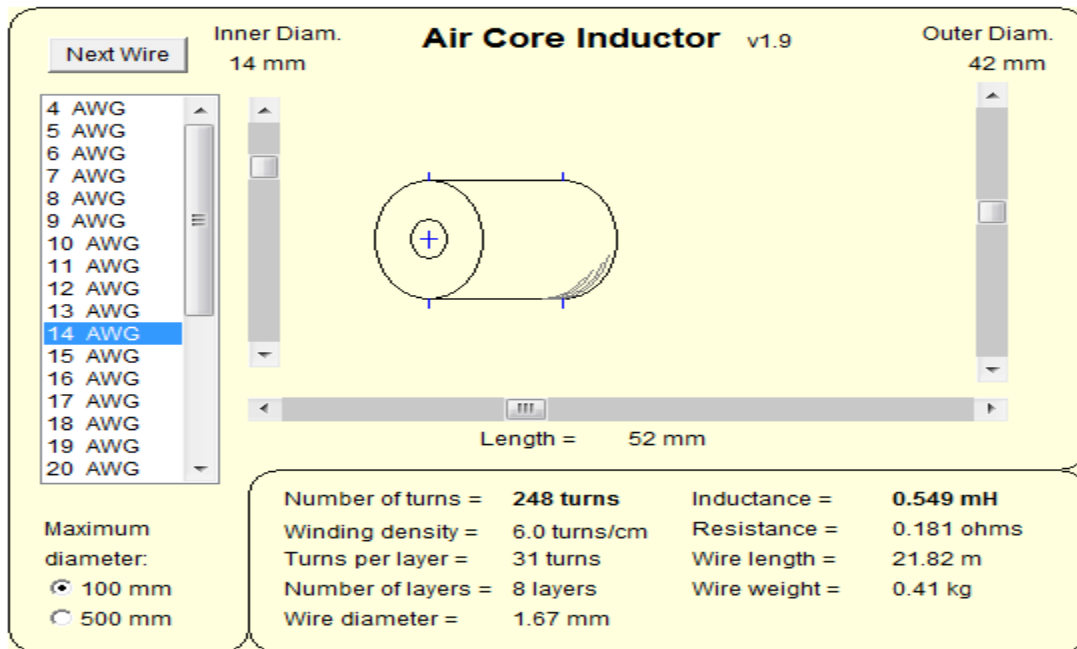 Inner Diam.
14 mm
Air Core Inductor v1.9
Outer Diam.
42 mm
Next Wire
4 AWG
5 AWG
6 AWG
7 AWG
8 AWG
9 AWG
10 AWG
11 AWG
12 AWG
13 AWG
14 AWG
15 AWG
16 AWG
17 AWG
18 AWG
19 AWG
20 AWG
Length = 52 mm
Maximum
diameter:
100 mm
500 mm
Number of turns = 248 turns
Winding density = 6.0 turns/cm
Turns per layer = 31 turns
Number of layers = 8 layers
Wire diameter = 1.67 mm
Inductance = 0.549 mH
Resistance = 0.181 ohms
Wire length = 21.82 m
Wire weight = 0.41 kg